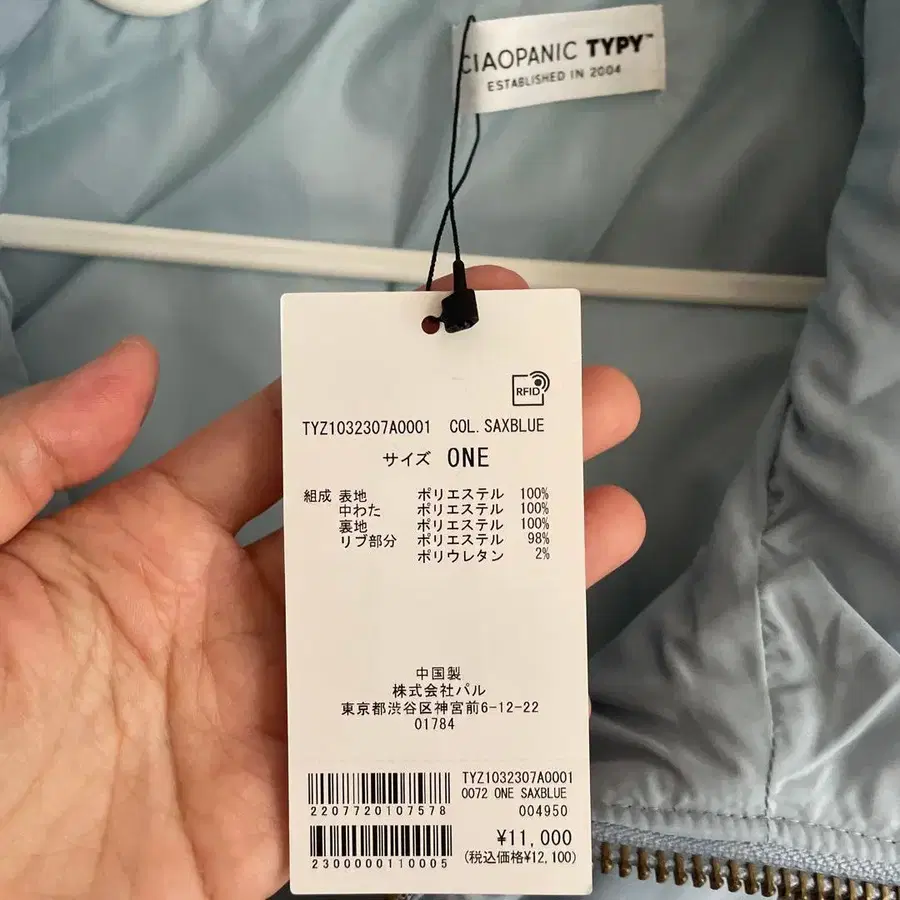 CIAOPANIC TYPY™
ESTABLISHED IN 2004
RFID
TYZ1032307A0001 COL. SAXBLUE
サイズ ONE
組成 表地 ポリエステル 100%
中わた ポリエステル 100%
裏地 ポリエステル 100%
リブ部分 ポリエステル 98%
ポリウレタン 2%
中国製
株式会社パル
東京都渋谷区神宮前6-12-22
01784
TYZ1032307A0001
0072 ONE SAXBLUE
2207720107578 004950
¥11,000
2300000110005 (税込価格¥12,100)